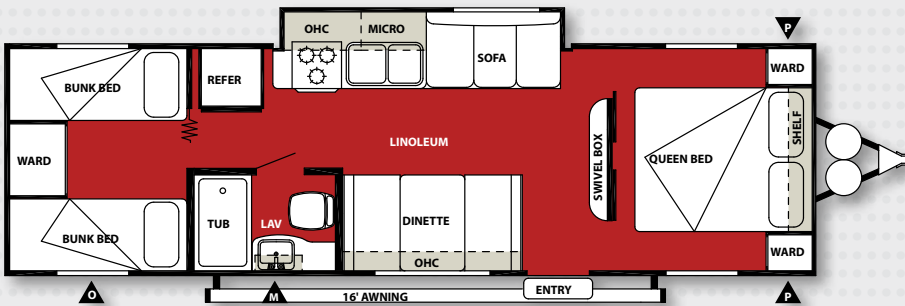 OHC
MICRO
P
SOFA
WARD
BUNK BED
REFER
LINOLEUM
SHELF
WARD
SWIVEL BOX
QUEEN BED
TUB
LAV
DINETTE
BUNK BED
WARD
OHC
ENTRY
O
M
16' AWNING
P